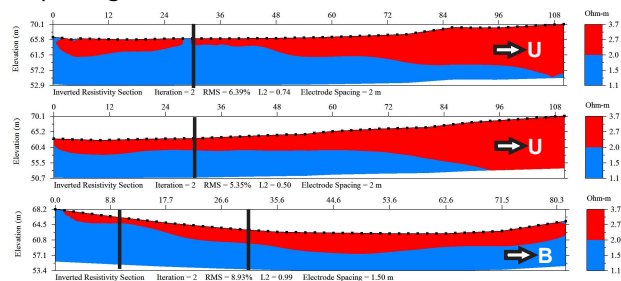 0 12 24 36 48 60 72 84 96 108 Ohm-m
70.1 3.7
65.8
61.5 2.0
57.2
52.9 1.1
Elevation (m)
U
Inverted Resistivity Section Iteration = 2 RMS = 6.39% L2 = 0.74 Electrode Spacing = 2 m
0 12 24 36 48 60 72 84 96 108 Ohm-m
70.1 3.7
65.2
60.4 2.0
55.5
50.7 1.1
Elevation (m)
U
Inverted Resistivity Section Iteration = 2 RMS = 5.35% L2 = 0.50 Electrode Spacing = 2 m
0.0 8.9 17.7 26.6 35.7 44.6 53.6 62.6 71.4 80.3 Ohm-m
68.2 3.7
64.5
60.8 2.0
57.1
53.4 1.1
Elevation (m)
B
Inverted Resistivity Section Iteration = 2 RMS = 8.93% L2 = 0.99 Electrode Spacing = 1.50 m